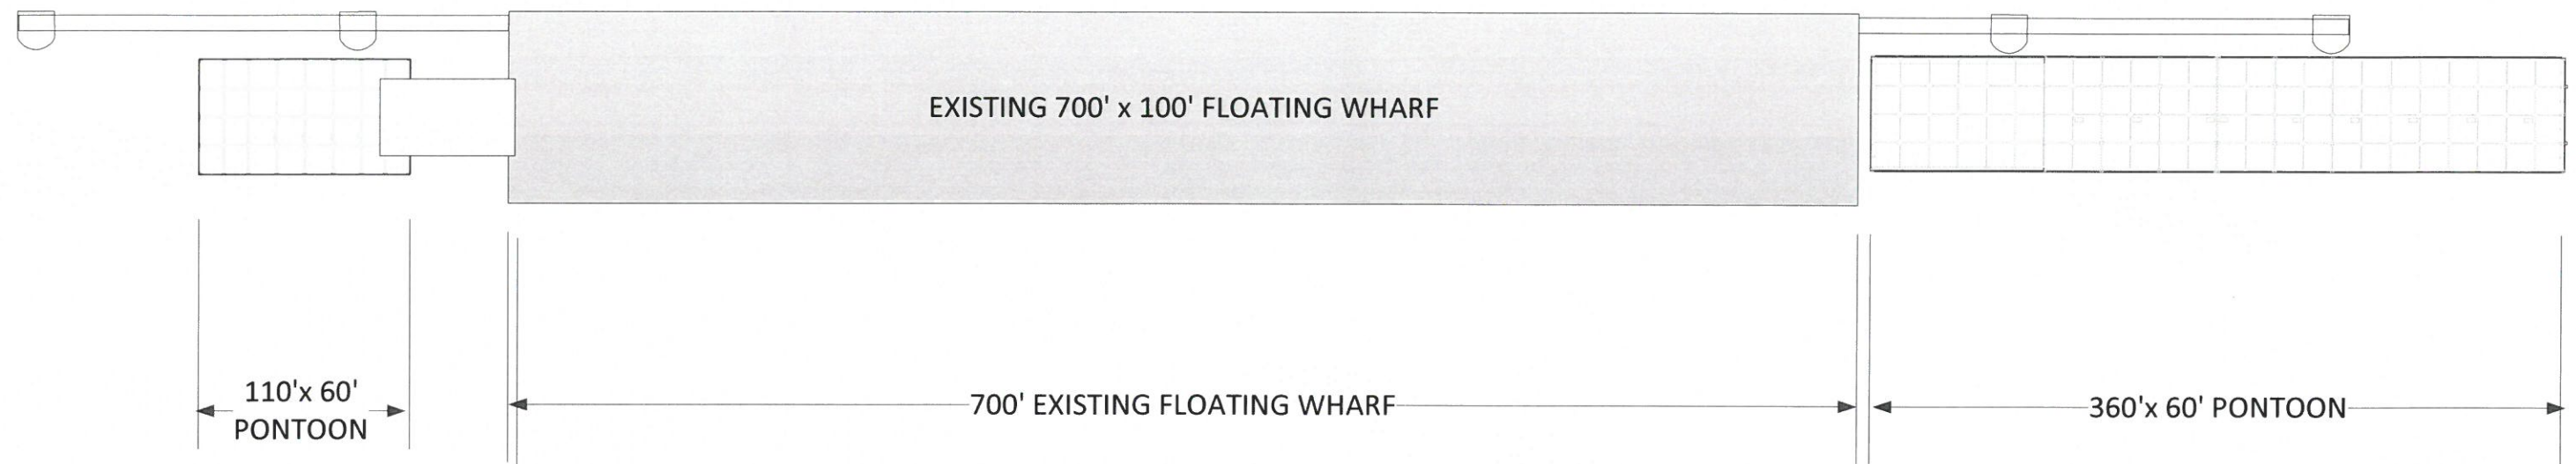 EXISTING 700' x 100' FLOATING WHARF
110'x 60'
PONTOON
700' EXISTING FLOATING WHARF
360'x 60' PONTOON